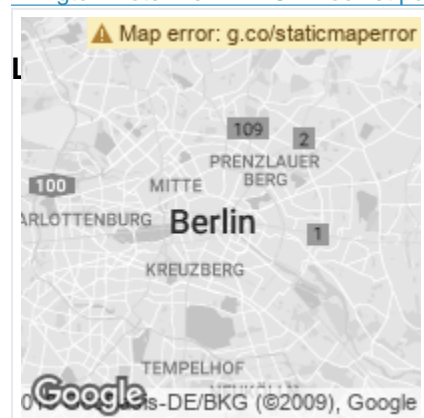 Map error: g.co/staticmaperror
L
109
2
PRENZLAUER
BERG
100
MITTE
ARLOTTENBURG
Berlin
1
KREUZBERG
TEMPELHOF
Google
-DE/BKG (©2009), Google